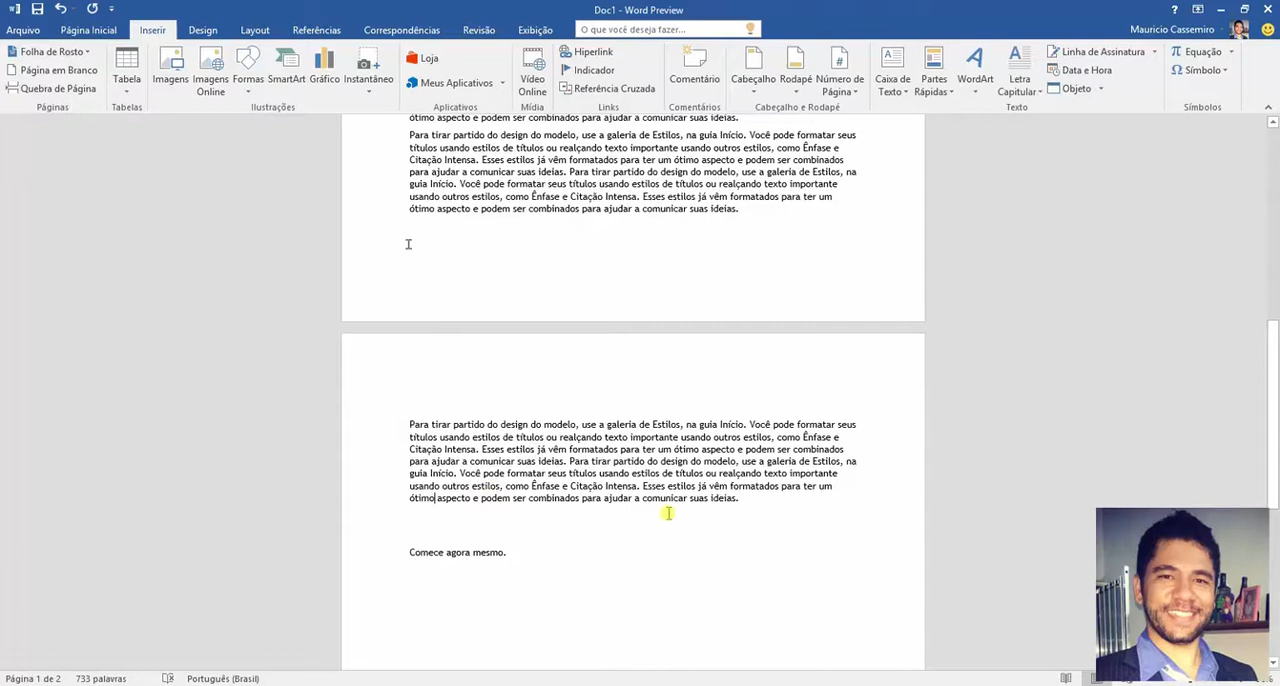 Doc1 - Word Preview
Arquivo Página Inicial Inserir Design Layout Referências Correspondências Revisão Exibição O que você deseja fazer... Mauricio Cassemiro
Folha de Rosto
Página em Branco
Quebra de Página
Páginas
Tabela
Tabelas
Imagens
Imagens Online
Formas
SmartArt
Gráfico
Instantâneo
Ilustrações
Loja
Meus Aplicativos
Aplicativos
Vídeo Online
Mídia
Hiperlink
Indicador
Referência Cruzada
Links
Comentário
Comentários
Cabeçalho
Rodapé
Número de Página
Cabeçalho e Rodapé
Caixa de Texto
Partes Rápidas
WordArt
Letra Capitular
Linha de Assinatura
Data e Hora
Objeto
Texto
Equação
Símbolo
Símbolos
ótimo aspecto e podem ser combinados para ajudar a comunicar suas ideias.
Para tirar partido do design do modelo, use a galeria de Estilos, na guia Início. Você pode formatar seus
títulos usando estilos de títulos ou realçando texto importante usando outros estilos, como Ênfase e
Citação Intensa. Esses estilos já vêm formatados para ter um ótimo aspecto e podem ser combinados
para ajudar a comunicar suas ideias. Para tirar partido do design do modelo, use a galeria de Estilos, na
guia Início. Você pode formatar seus títulos usando estilos de títulos ou realçando texto importante
usando outros estilos, como Ênfase e Citação Intensa. Esses estilos já vêm formatados para ter um
ótimo aspecto e podem ser combinados para ajudar a comunicar suas ideias.
Para tirar partido do design do modelo, use a galeria de Estilos, na guia Início. Você pode formatar seus
títulos usando estilos de títulos ou realçando texto importante usando outros estilos, como Ênfase e
Citação Intensa. Esses estilos já vêm formatados para ter um ótimo aspecto e podem ser combinados
para ajudar a comunicar suas ideias. Para tirar partido do design do modelo, use a galeria de Estilos, na
guia Início. Você pode formatar seus títulos usando estilos de títulos ou realçando texto importante
usando outros estilos, como Ênfase e Citação Intensa. Esses estilos já vêm formatados para ter um
ótimo aspecto e podem ser combinados para ajudar a comunicar suas ideias.
Comece agora mesmo.
Página 1 de 2 733 palavras Português (Brasil)